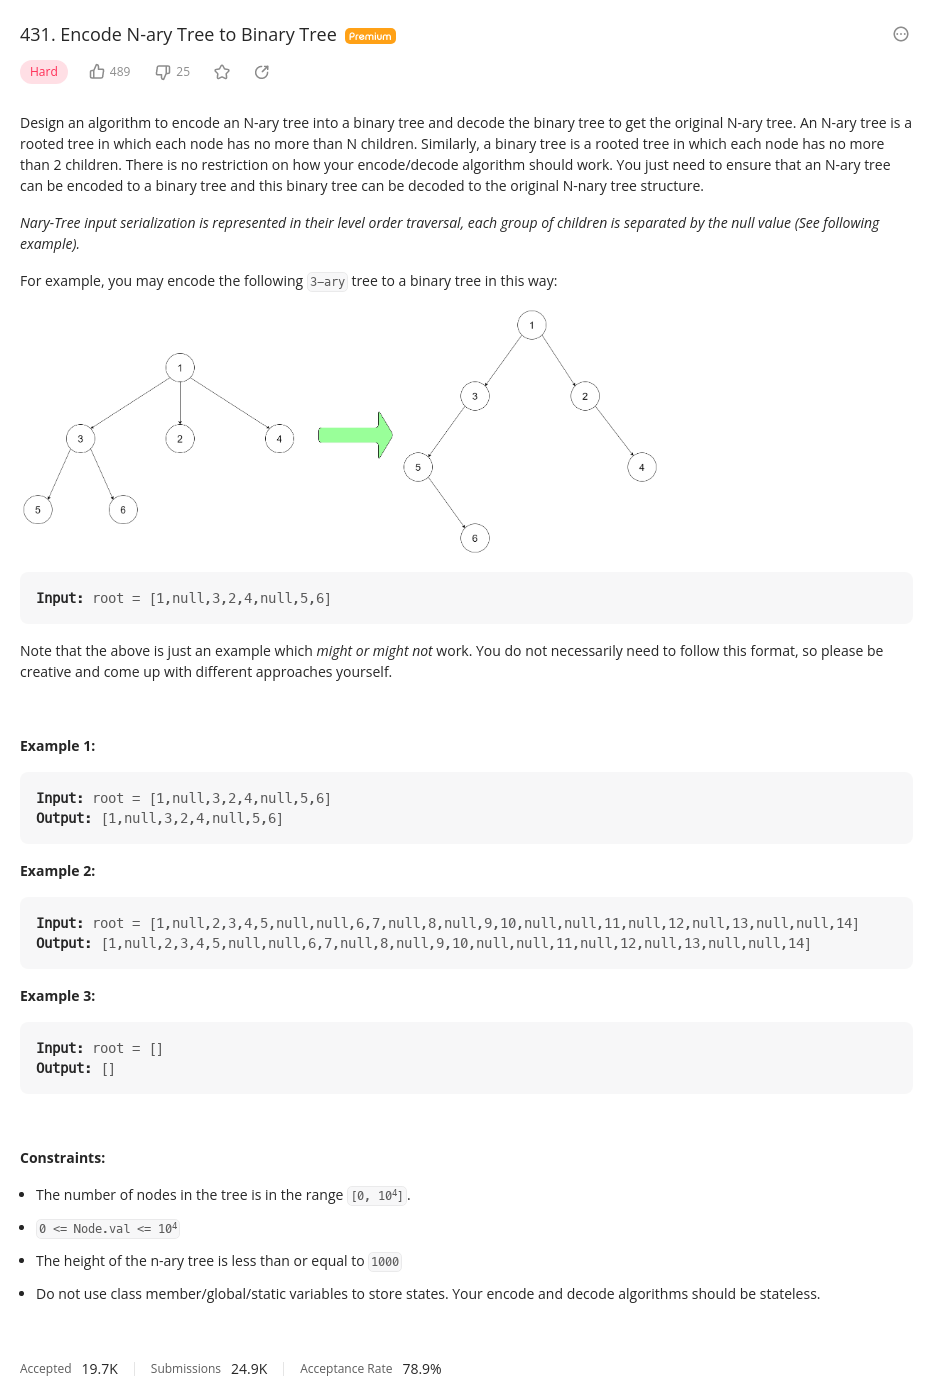 431. Encode N-ary Tree to Binary Tree Premium
Hard 489 25
Design an algorithm to encode an N-ary tree into a binary tree and decode the binary tree to get the original N-ary tree. An N-ary tree is a
rooted tree in which each node has no more than N children. Similarly, a binary tree is a rooted tree in which each node has no more
than 2 children. There is no restriction on how your encode/decode algorithm should work. You just need to ensure that an N-ary tree
can be encoded to a binary tree and this binary tree can be decoded to the original N-nary tree structure.
Nary-Tree input serialization is represented in their level order traversal, each group of children is separated by the null value (See following
example).
For example, you may encode the following 3-ary tree to a binary tree in this way:
1
1
3 2
3 2 4
5 4
5 6
6
Input: root = [1,null,3,2,4,null,5,6]
Note that the above is just an example which might or might not work. You do not necessarily need to follow this format, so please be
creative and come up with different approaches yourself.
Example 1:
Input: root = [1,null,3,2,4,null,5,6]
Output: [1,null,3,2,4,null,5,6]
Example 2:
Input: root = [1,null,2,3,4,5,null,null,6,7,null,8,null,9,10,null,null,11,null,12,null,13,null,null,14]
Output: [1,null,2,3,4,5,null,null,6,7,null,8,null,9,10,null,null,11,null,12,null,13,null,null,14]
Example 3:
Input: root = []
Output: []
Constraints:
• The number of nodes in the tree is in the range [0, 10⁴].
• 0 <= Node.val <= 10⁴
• The height of the n-ary tree is less than or equal to 1000
• Do not use class member/global/static variables to store states. Your encode and decode algorithms should be stateless.
Accepted 19.7K Submissions 24.9K Acceptance Rate 78.9%